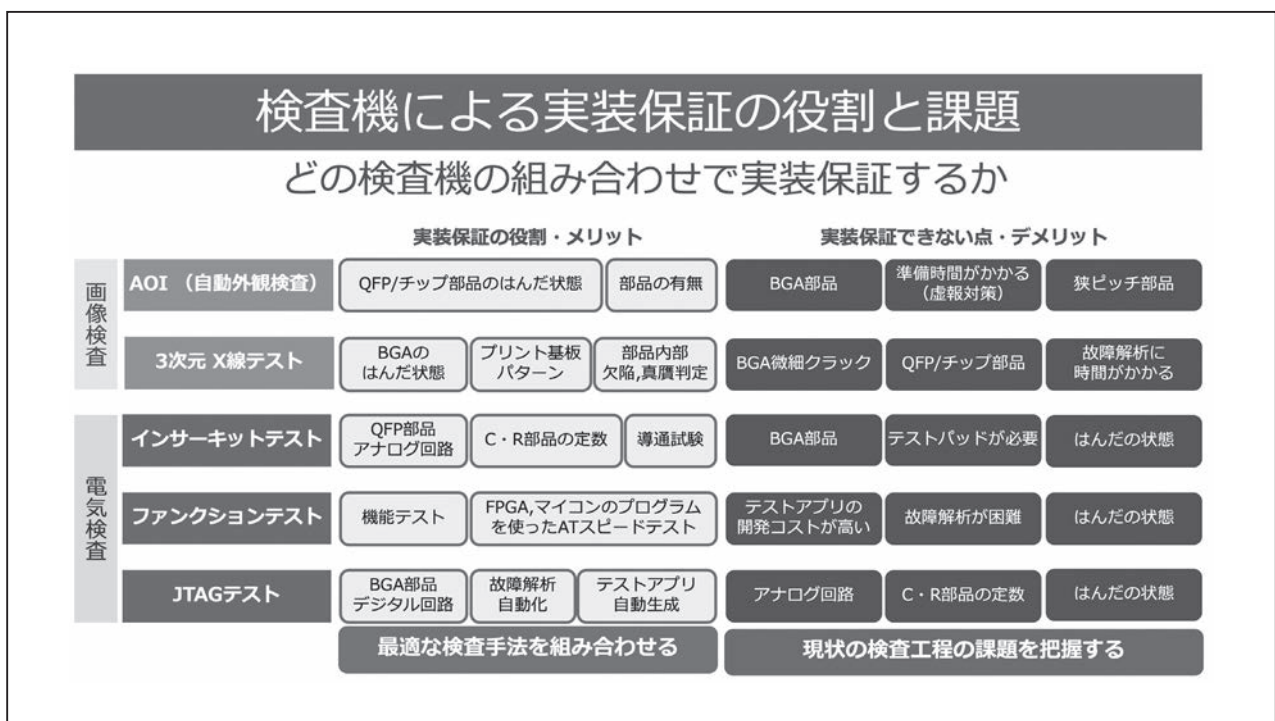 検査機による実装保証の役割と課題
どの検査機の組み合わせで実装保証するか
実装保証の役割・メリット
実装保証できない点・デメリット
画像検査
AOI （自動外観検査）
QFP/チップ部品のはんだ状態
部品の有無
BGA部品
準備時間がかかる
（虚報対策）
狭ピッチ部品
3次元 X線テスト
BGAの
はんだ状態
プリント基板
パターン
部品内部
欠陥,真贋判定
BGA微細クラック
QFP/チップ部品
故障解析に
時間がかかる
電気検査
インサーキットテスト
QFP部品
アナログ回路
C・R部品の定数
導通試験
BGA部品
テストパッドが必要
はんだの状態
ファンクションテスト
機能テスト
FPGA,マイコンのプログラム
を使ったATスピードテスト
テストアプリの
開発コストが高い
故障解析が困難
はんだの状態
JTAGテスト
BGA部品
デジタル回路
故障解析
自動化
テストアプリ
自動生成
アナログ回路
C・R部品の定数
はんだの状態
最適な検査手法を組み合わせる
現状の検査工程の課題を把握する